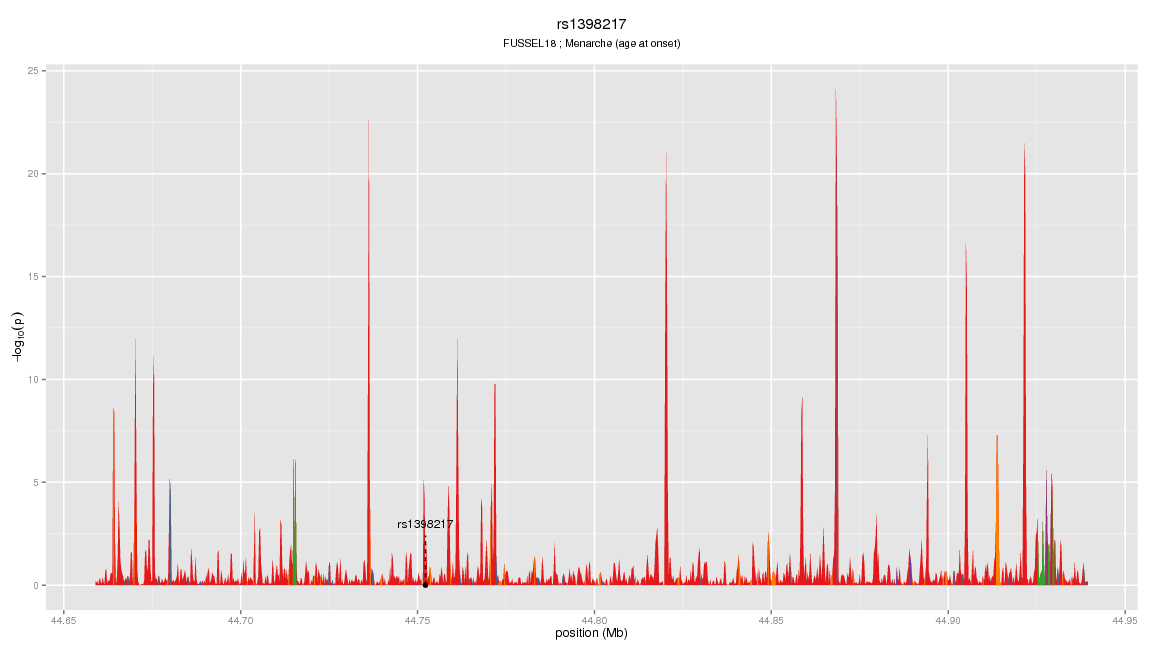 rs1398217
FUSSEL18 ; Menarche (age at onset)
25
20
15
10
5
0
−log10(p)
rs1398217
44.65 44.70 44.75 44.80 44.85 44.90 44.95
position (Mb)